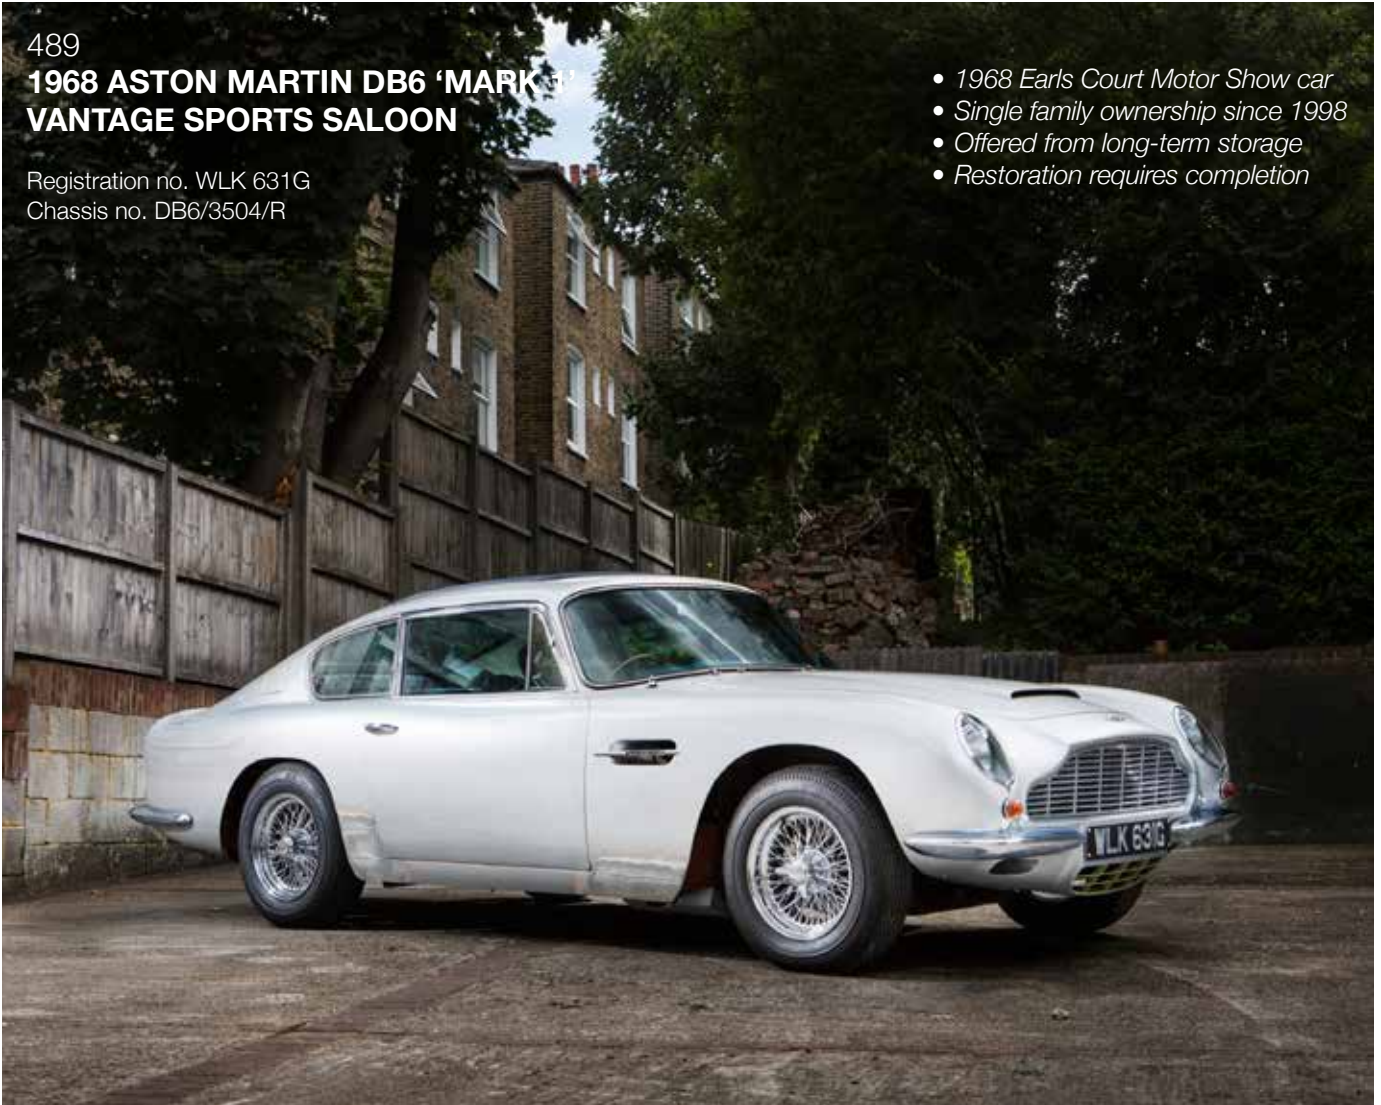 489
1968 ASTON MARTIN DB6 ‘MARK 1’
VANTAGE SPORTS SALOON
Registration no. WLK 631G
Chassis no. DB6/3504/R
• 1968 Earls Court Motor Show car
• Single family ownership since 1998
• Offered from long-term storage
• Restoration requires completion
WLK 631G